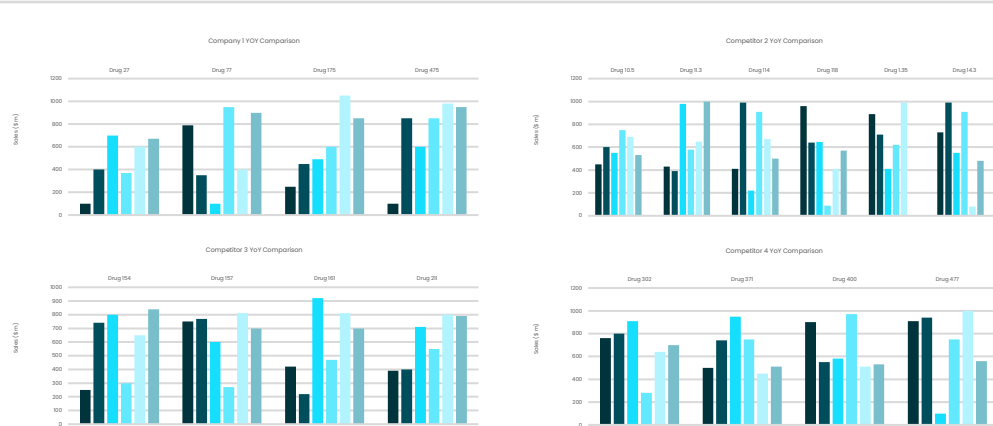 Company 1 YOY Comparison
Drug 27 Drug 77 Drug 175 Drug 475
Sales ($ m)
1200
1000
800
600
400
200
0
Competitor 2 YoY Comparison
Drug 10.5 Drug 11.3 Drug 114 Drug 118 Drug 1.35 Drug 14.3
Sales ($ m)
1200
1000
800
600
400
200
0
Competitor 3 YoY Comparison
Drug 154 Drug 157 Drug 161 Drug 211
Sales ($ m)
1000
900
800
700
600
500
400
300
200
100
0
Competitor 4 YoY Comparison
Drug 302 Drug 371 Drug 400 Drug 477
Sales ($ m)
1200
1000
800
600
400
200
0